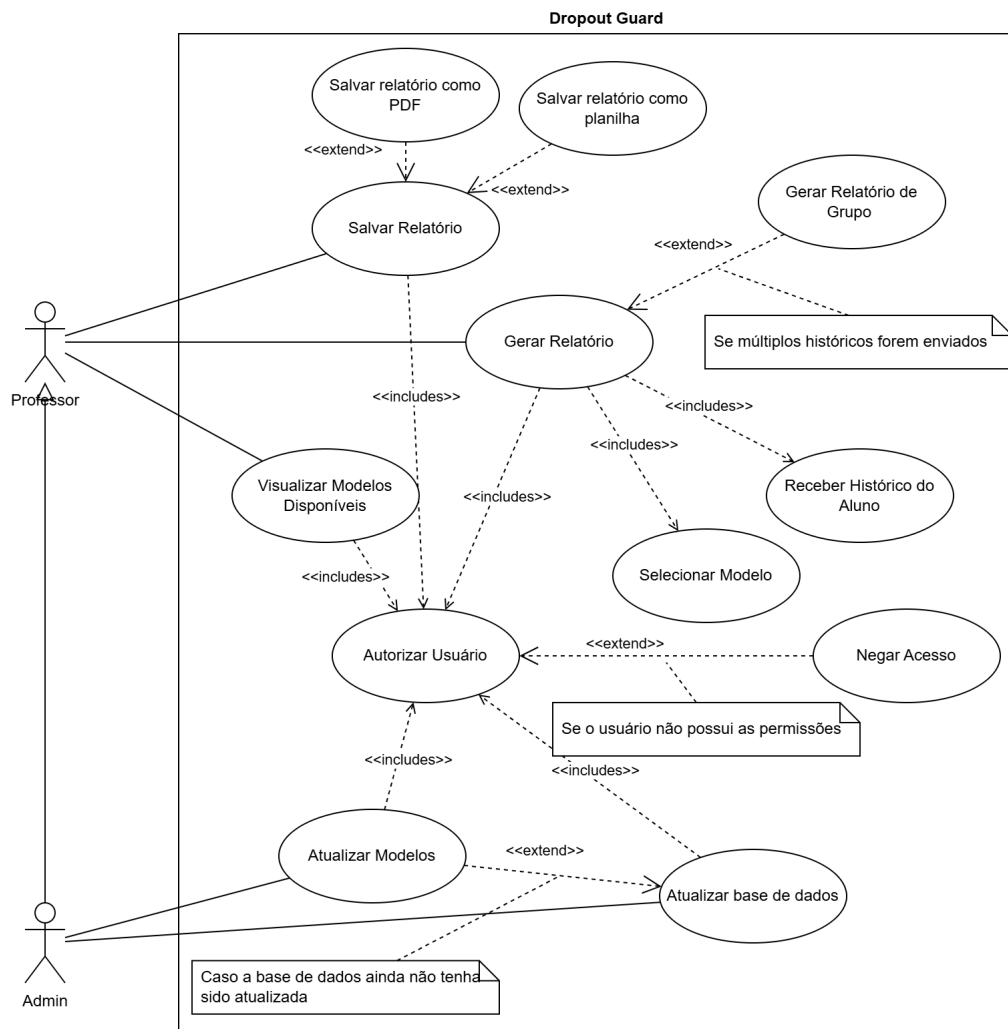 Dropout Guard
Salvar relatório como
PDF
Salvar relatório como
planilha
<<extend>>
<<extend>>
Salvar Relatório
Gerar Relatório de
Grupo
<<extend>>
Gerar Relatório
Se múltiplos históricos forem enviados
Professor
<<includes>>
<<includes>>
<<includes>>
<<includes>>
Visualizar Modelos
Disponíveis
Receber Histórico do
Aluno
<<includes>>
Selecionar Modelo
Autorizar Usuário
<<extend>>
Negar Acesso
Se o usuário não possui as permissões
<<includes>>
<<includes>>
Atualizar Modelos
<<extend>>
Atualizar base de dados
Caso a base de dados ainda não tenha
sido atualizada
Admin